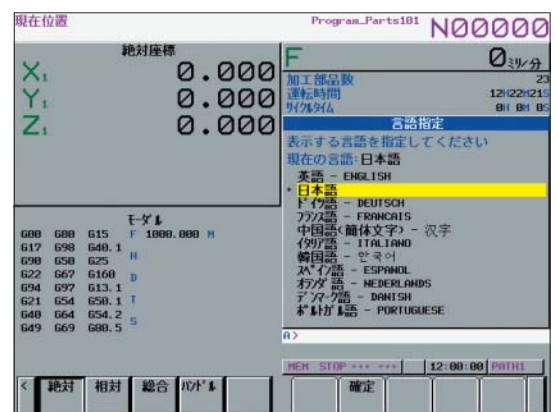 現在位置
Program_Parts101 N00000
絶対座標
X1 0.000
Y1 0.000
Z1 0.000
F 0ミリ/分
加工部品数 23
運転時間 12H22M21S
サイクルタイム 0H 0M 0S
言語指定
表示する言語を指定してください
現在の言語:日本語
英語 - ENGLISH
* 日本語
ドイツ語 - DEUTSCH
フランス語 - FRANCAIS
中国語(簡体文字) - 汉字
イタリア語 - ITALIANO
韓国語 - 한국어
スペイン語 - ESPANOL
オランダ語 - NEDERLANDS
デンマーク語 - DANISH
ポルトガル語 - PORTUGUESE
モーダル
G00 G80 G15 F 1000.000 M
G17 G98 G40.1
G90 G50 G25 H
G22 G67 G160 D
G94 G97 G13.1
G21 G54 G50.1 T
G40 G64 G54.2
G49 G69 G80.5 S
A>
MEM STOP *** *** 12:00:00 PATH1
< 絶対 相対 総合 ハンドル 確定